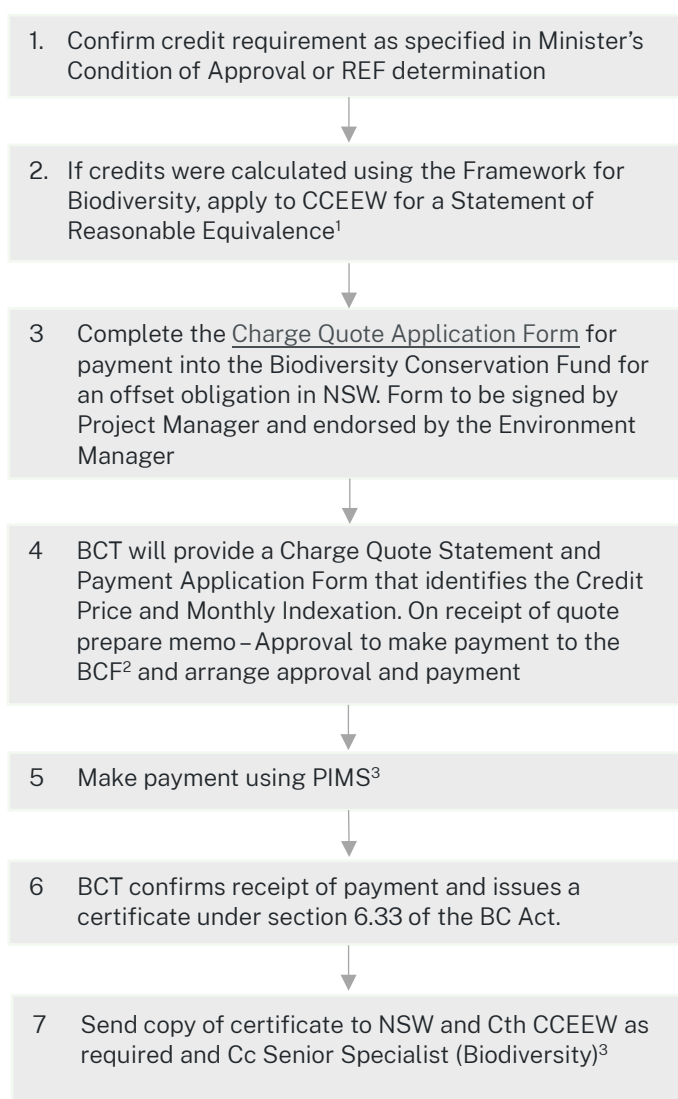 1. Confirm credit requirement as specified in Minister’s
Condition of Approval or REF determination
2. If credits were calculated using the Framework for
Biodiversity, apply to CCEEW for a Statement of
Reasonable Equivalence¹
3 Complete the Charge Quote Application Form for
payment into the Biodiversity Conservation Fund for
an offset obligation in NSW. Form to be signed by
Project Manager and endorsed by the Environment
Manager
4 BCT will provide a Charge Quote Statement and
Payment Application Form that identifies the Credit
Price and Monthly Indexation. On receipt of quote
prepare memo – Approval to make payment to the
BCF² and arrange approval and payment
5 Make payment using PIMS³
6 BCT confirms receipt of payment and issues a
certificate under section 6.33 of the BC Act.
7 Send copy of certificate to NSW and Cth CCEEW as
required and Cc Senior Specialist (Biodiversity)³